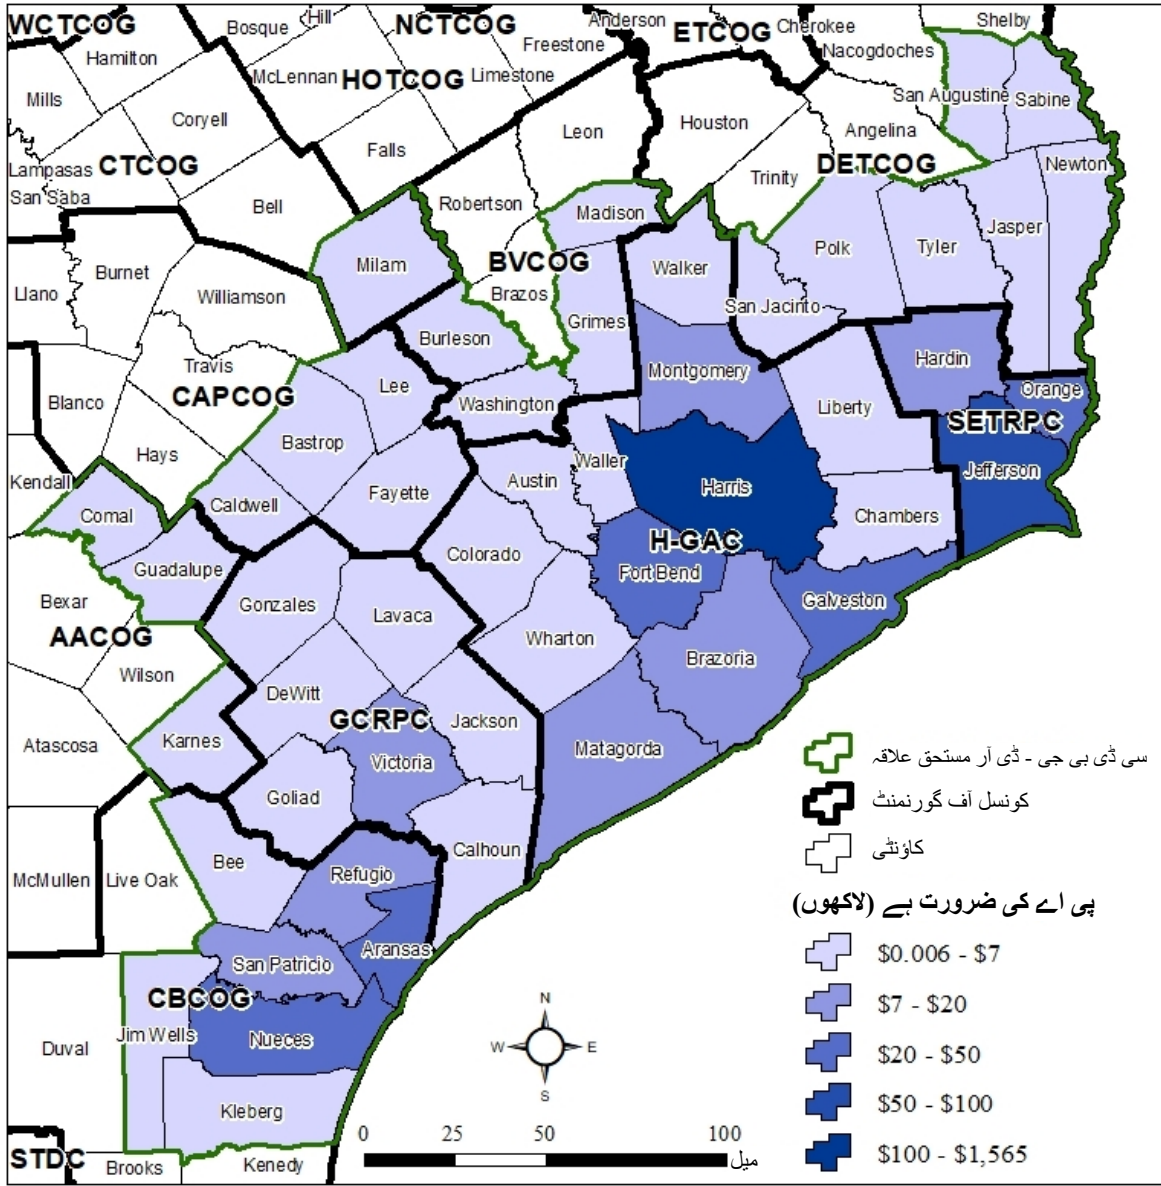 Hill
Anderson
Shelby
WCTCOG
Bosque
NCTCOG
ETCOG
Cherokee
Freestone
Nacogdoches
Hamilton
McLennan
HOTCOG
Limestone
San Augustine
Sabine
Mills
Coryell
Leon
Houston
Angelina
Falls
Lampasas
CTCOG
DETCOG
Newton
San Saba
Trinity
Bell
Robertson
Madison
Jasper
Polk
Tyler
Milam
BVCOG
Walker
Burnet
Llano
Williamson
Brazos
San Jacinto
Grimes
Burleson
Hardin
Travis
Montgomery
Lee
Orange
CAPCOG
Blanco
Washington
Liberty
SETRPC
Bastrop
Hays
Waller
Jefferson
Kendall
Austin
Harris
Fayette
Caldwell
Comal
Chambers
H-GAC
Colorado
Guadalupe
Fort Bend
Bexar
Gonzales
Galveston
Lavaca
AACOG
Wharton
Brazoria
Wilson
DeWitt
GCRPC
Jackson
Atascosa
Karnes
Matagorda
Victoria
Goliad
Calhoun
Bee
McMullen
Live Oak
Refugio
Aransas
San Patricio
CBCOG
Jim Wells
Nueces
Duval
Kleberg
STDC
Brooks
Kenedy
سی ڈی بی جی - ڈی آر مستحق علاقہ
کونسل آف گورنمنٹ
کاؤنٹی
پی اے کی ضرورت ہے (لاکھوں)
$0.006 - $7
$7 - $20
$20 - $50
$50 - $100
$100 - $1,565
N
W E
S
0 25 50 100
میل